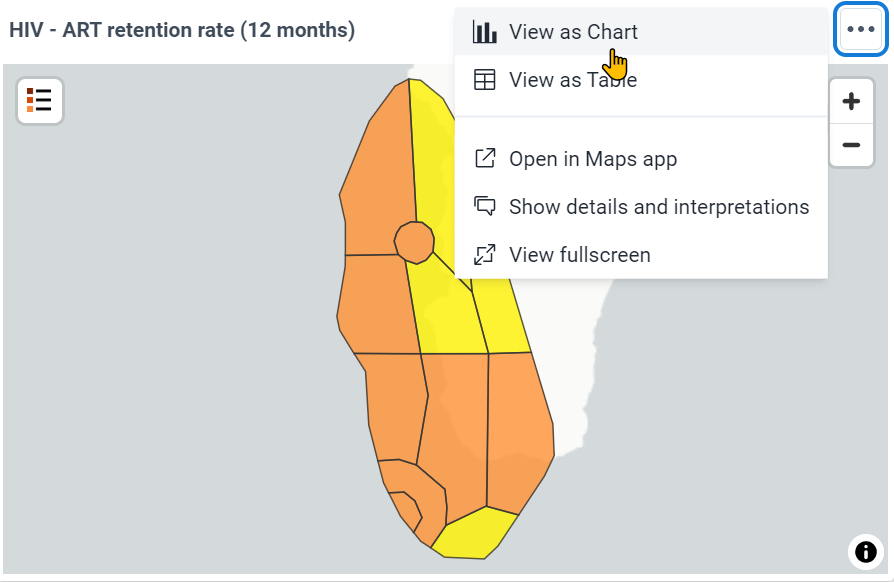 HIV - ART retention rate (12 months)
View as Chart
View as Table
Open in Maps app
Show details and interpretations
View fullscreen